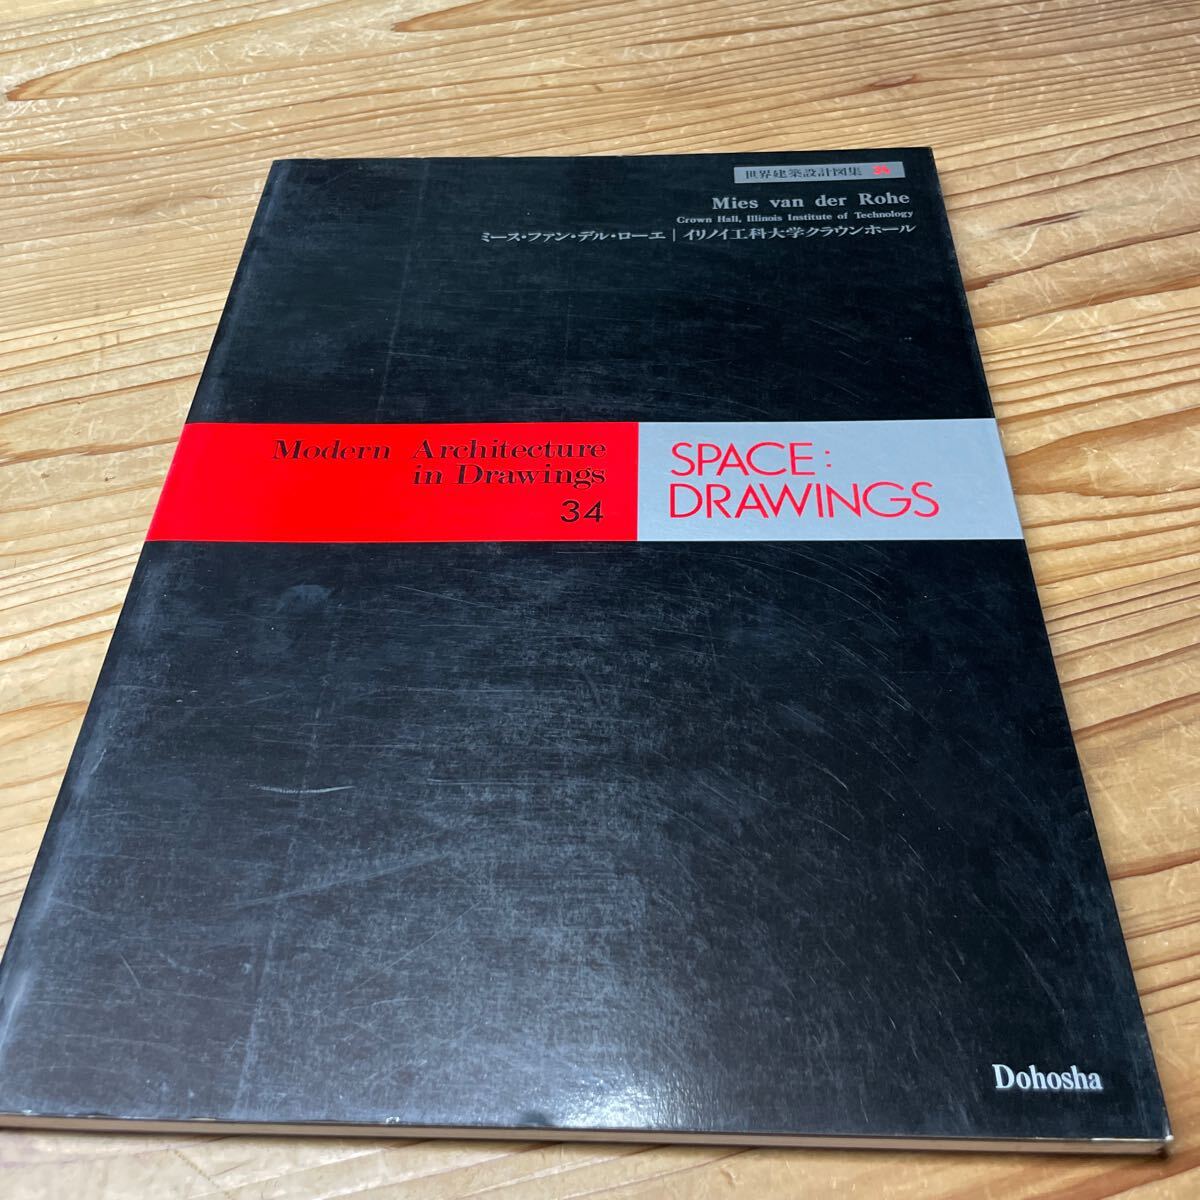 世界建築設計図集 34
Mies van der Rohe
Crown Hall, Illinois Institute of Technology
ミース・ファン・デル・ローエ｜イリノイ工科大学クラウンホール
Modern Architecture
in Drawings
34
SPACE:
DRAWINGS
Dohosha